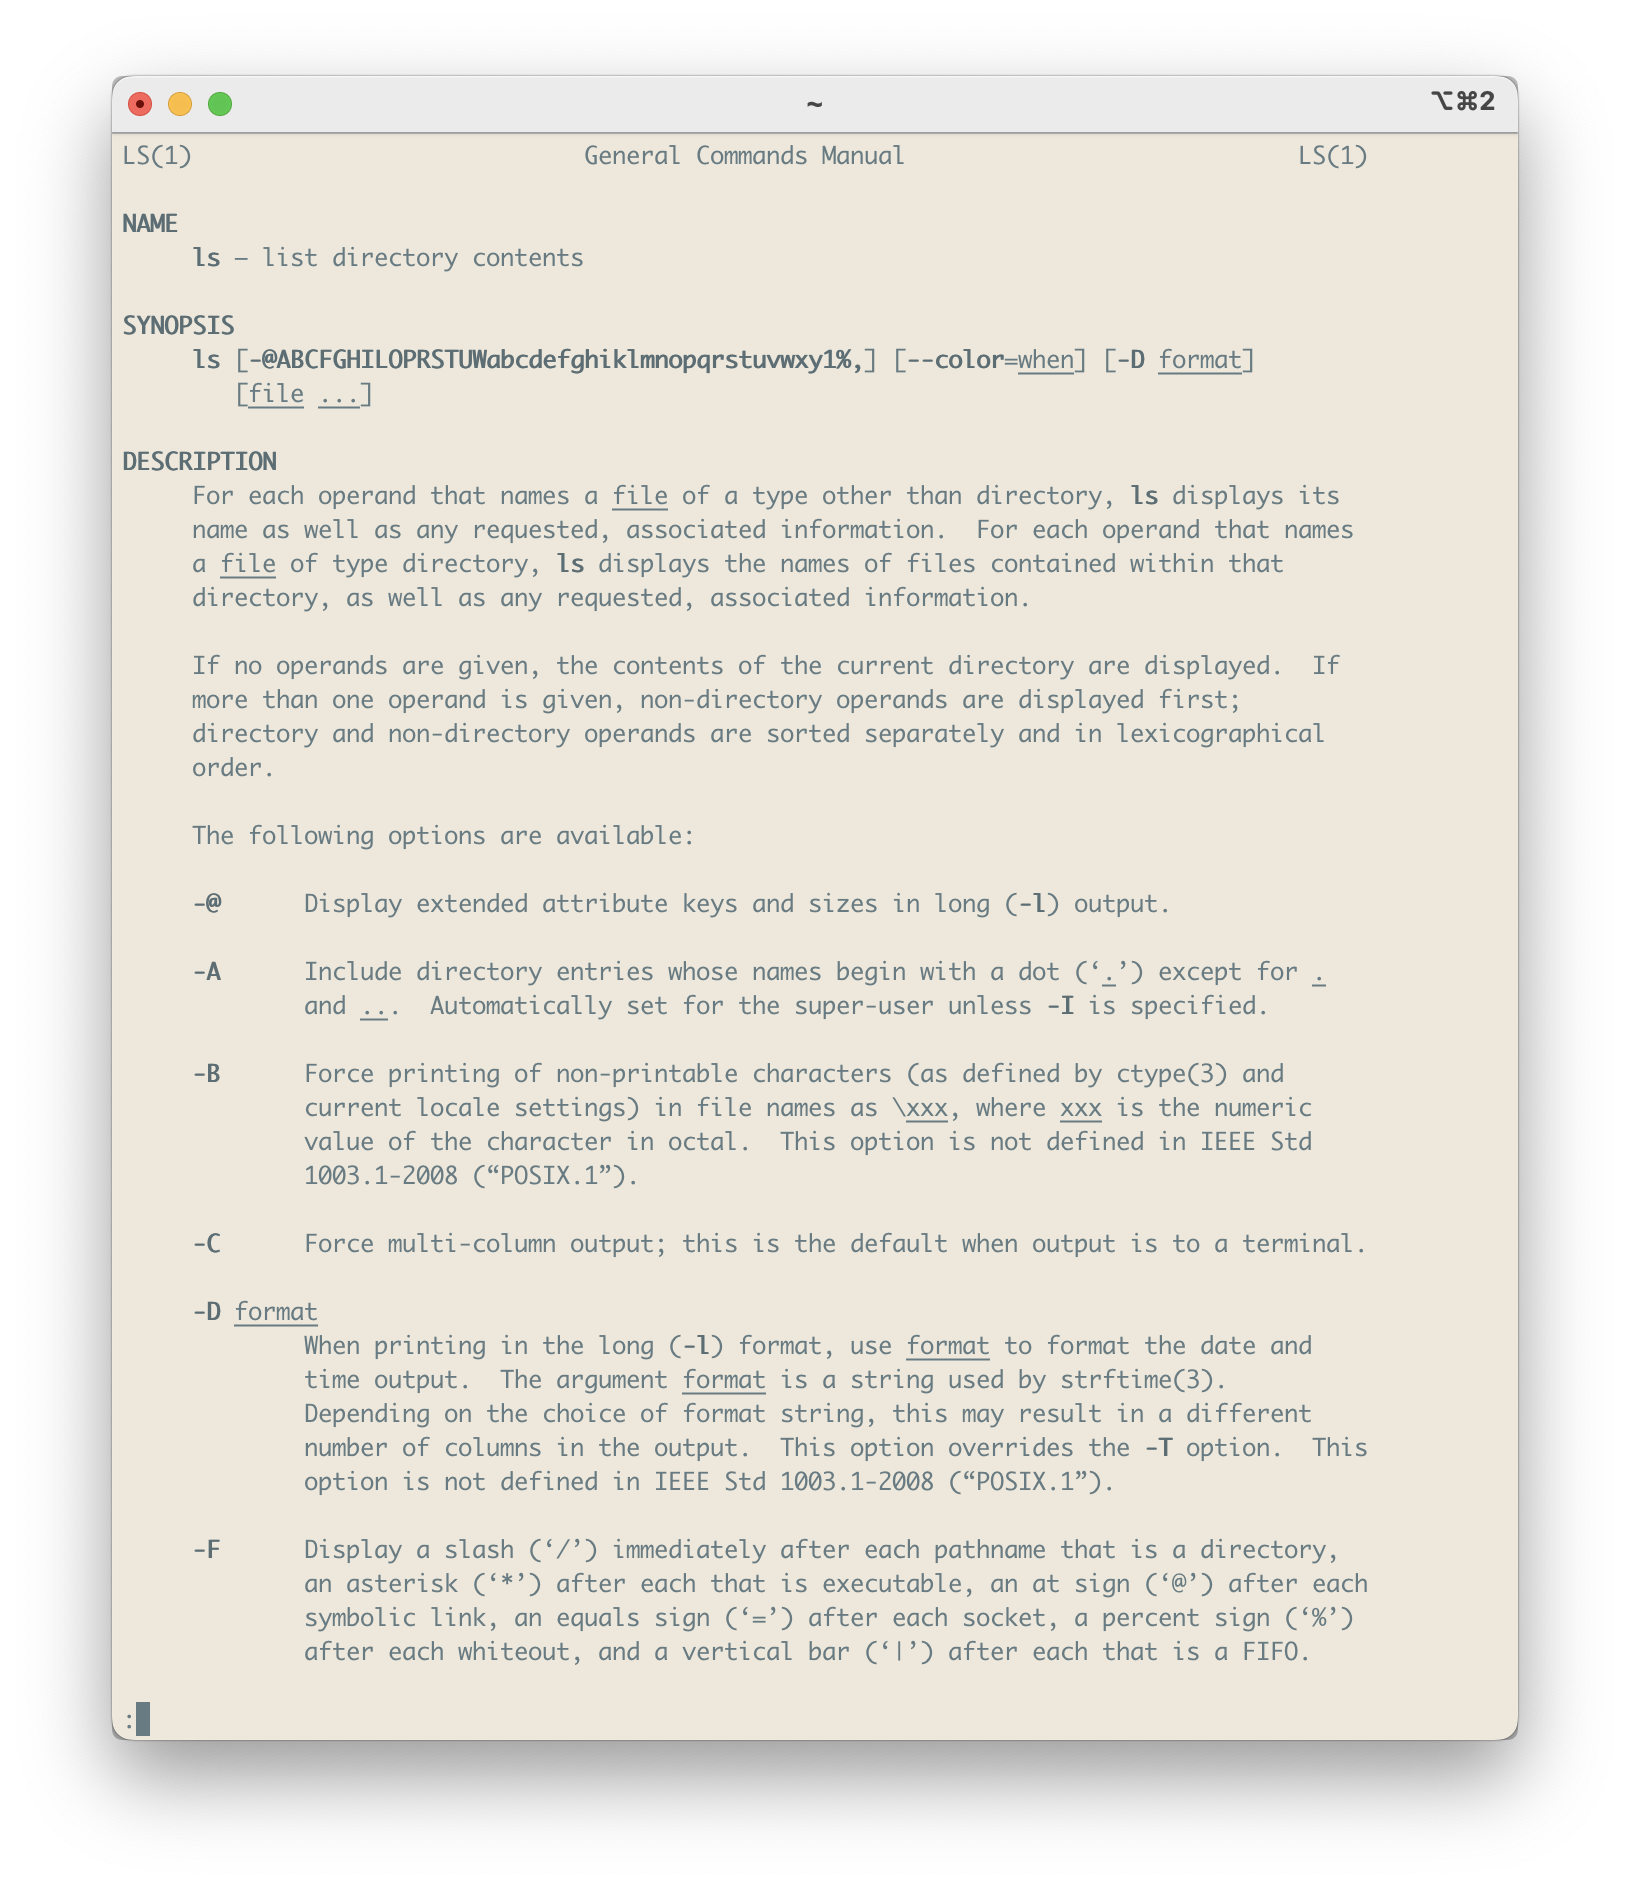 ~ ⌥⌘2
LS(1) General Commands Manual LS(1)
NAME
ls – list directory contents
SYNOPSIS
ls [-@ABCFGHILOPRSTUWabcdefghiklmnopqrstuvwxy1%,] [--color=when] [-D format]
[file ...]
DESCRIPTION
For each operand that names a file of a type other than directory, ls displays its
name as well as any requested, associated information.  For each operand that names
a file of type directory, ls displays the names of files contained within that
directory, as well as any requested, associated information.
If no operands are given, the contents of the current directory are displayed.  If
more than one operand is given, non-directory operands are displayed first;
directory and non-directory operands are sorted separately and in lexicographical
order.
The following options are available:
-@ Display extended attribute keys and sizes in long (-l) output.
-A Include directory entries whose names begin with a dot (‘.’) except for .
and ...  Automatically set for the super-user unless -I is specified.
-B Force printing of non-printable characters (as defined by ctype(3) and
current locale settings) in file names as \xxx, where xxx is the numeric
value of the character in octal.  This option is not defined in IEEE Std
1003.1-2008 (“POSIX.1”).
-C Force multi-column output; this is the default when output is to a terminal.
-D format
When printing in the long (-l) format, use format to format the date and
time output.  The argument format is a string used by strftime(3).
Depending on the choice of format string, this may result in a different
number of columns in the output.  This option overrides the -T option.  This
option is not defined in IEEE Std 1003.1-2008 (“POSIX.1”).
-F Display a slash (‘/’) immediately after each pathname that is a directory,
an asterisk (‘*’) after each that is executable, an at sign (‘@’) after each
symbolic link, an equals sign (‘=’) after each socket, a percent sign (‘%’)
after each whiteout, and a vertical bar (‘|’) after each that is a FIFO.
: